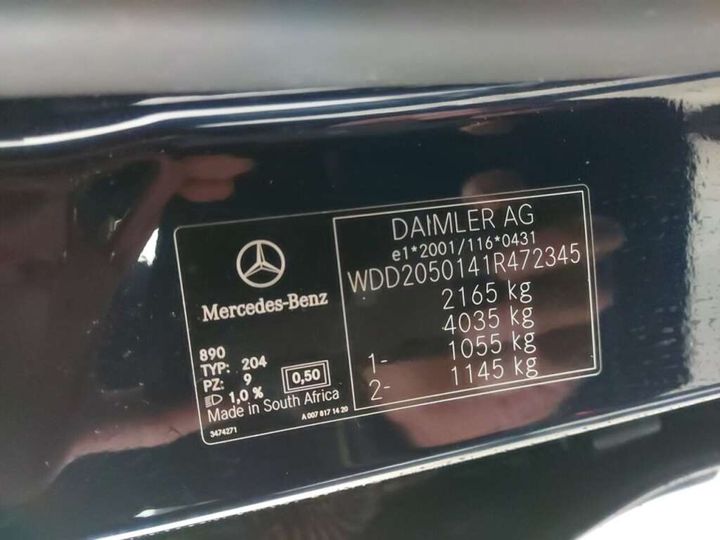 DAIMLER AG
e1*2001/116*0431
WDD2050141R472345
2165 kg
4035 kg
1- 1055 kg
2- 1145 kg
Mercedes-Benz
890
TYP: 204
PZ: 9
1,0 % 0,50
Made in South Africa
3474271 A 007 817 14 20